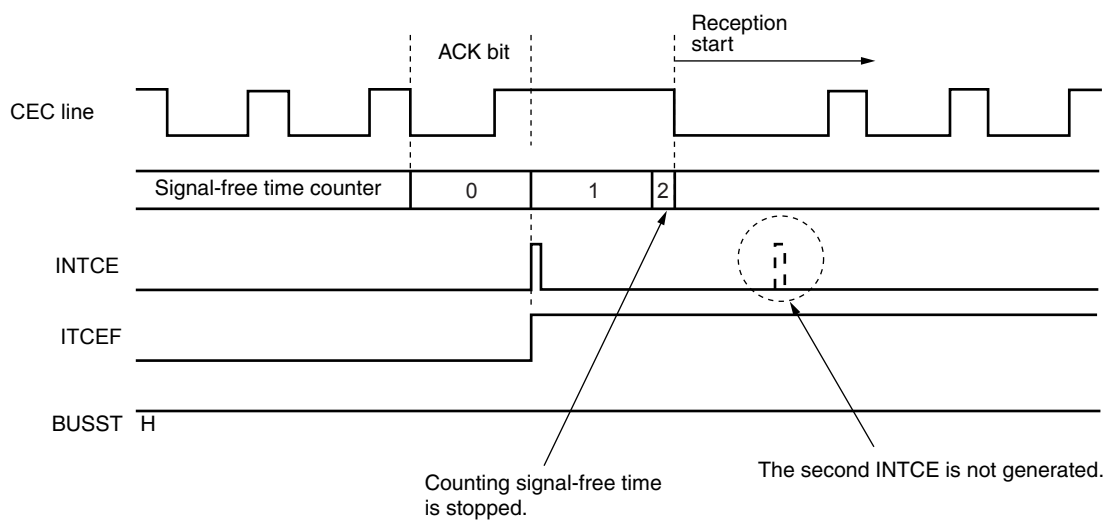 Reception
start
ACK bit
CEC line
Signal-free time counter 0 1 2
INTCE
ITCEF
BUSST H
Counting signal-free time
is stopped.
The second INTCE is not generated.